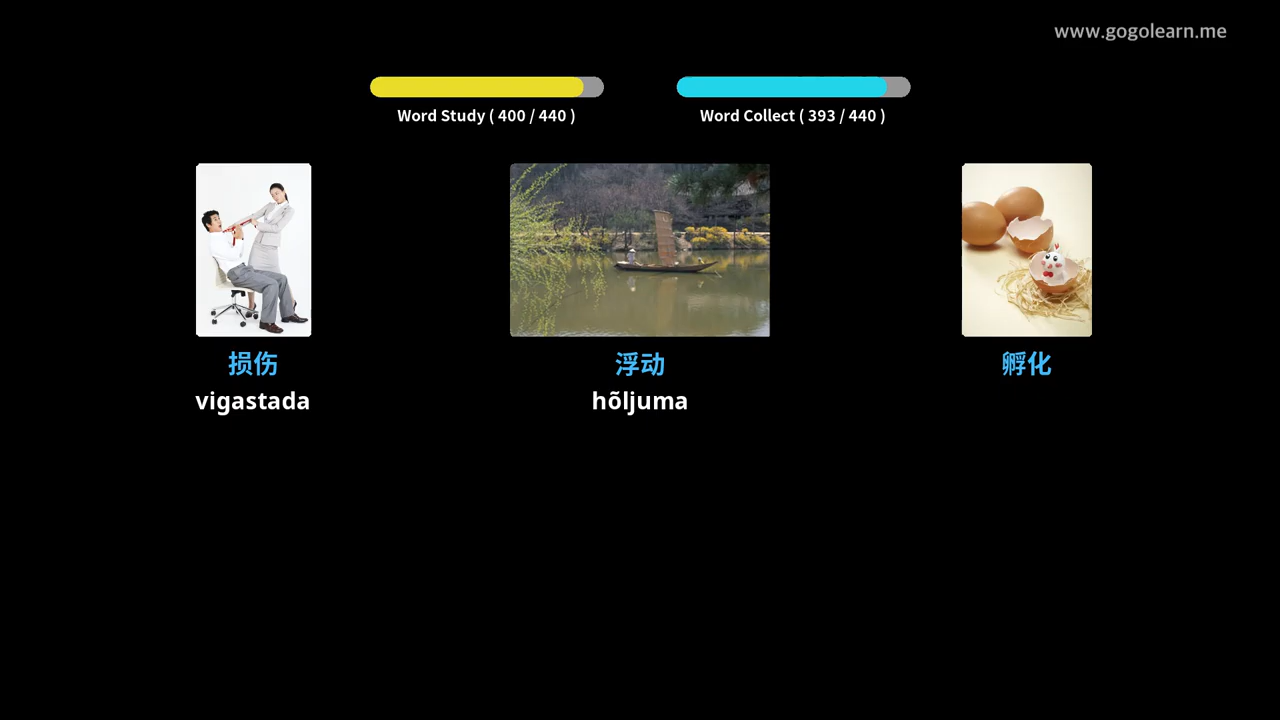 www.gogolearn.me
Word Study ( 400 / 440 )
Word Collect ( 393 / 440 )
损伤
浮动
孵化
vigastada
hõljuma